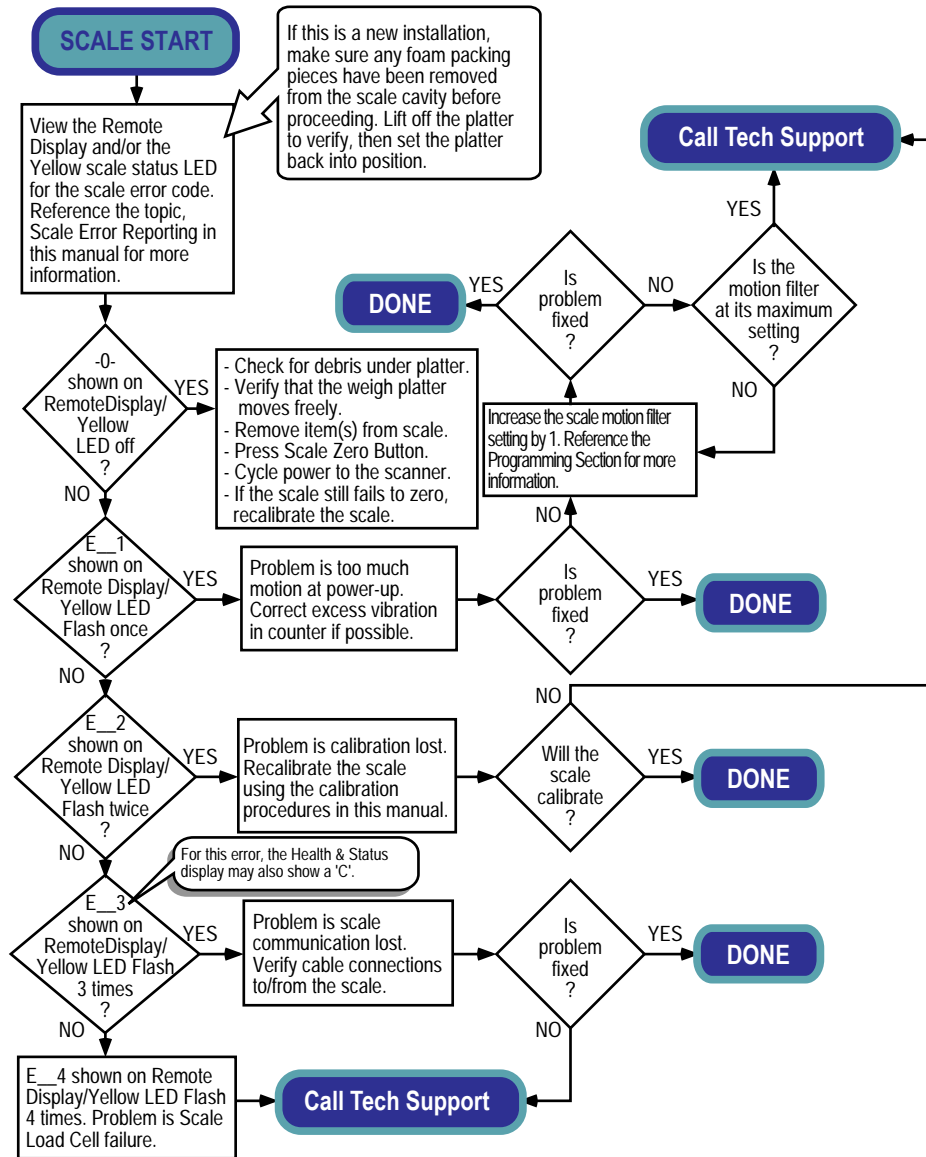 SCALE START
If this is a new installation,
make sure any foam packing
pieces have been removed
from the scale cavity before
proceeding. Lift off the platter
to verify, then set the platter
back into position.
View the Remote
Display and/or the
Yellow scale status LED
for the scale error code.
Reference the topic,
Scale Error Reporting in
this manual for more
information.
Call Tech Support
YES
Is the
motion filter
at its maximum
setting
?
NO
Is
problem
fixed
?
YES
NO
DONE
-0-
shown on
RemoteDisplay/
Yellow
LED off
?
YES
NO
- Check for debris under platter.
- Verify that the weigh platter
moves freely.
- Remove item(s) from scale.
- Press Scale Zero Button.
- Cycle power to the scanner.
- If the scale still fails to zero,
recalibrate the scale.
Increase the scale motion filter
setting by 1. Reference the
Programming Section for more
information.
NO
E__1
shown on
Remote Display/
Yellow LED
Flash once
?
YES
NO
Problem is too much
motion at power-up.
Correct excess vibration
in counter if possible.
Is
problem
fixed
?
YES
DONE
E__2
shown on
Remote Display/
Yellow LED
Flash twice
?
YES
NO
Problem is calibration lost.
Recalibrate the scale
using the calibration
procedures in this manual.
NO
Will the
scale
calibrate
?
YES
DONE
For this error, the Health & Status
display may also show a 'C'.
E__3
shown on
RemoteDisplay/
Yellow LED Flash
3 times
?
YES
NO
Problem is scale
communication lost.
Verify cable connections
to/from the scale.
Is
problem
fixed
?
YES
DONE
NO
E__4 shown on Remote
Display/Yellow LED Flash
4 times. Problem is Scale
Load Cell failure.
Call Tech Support